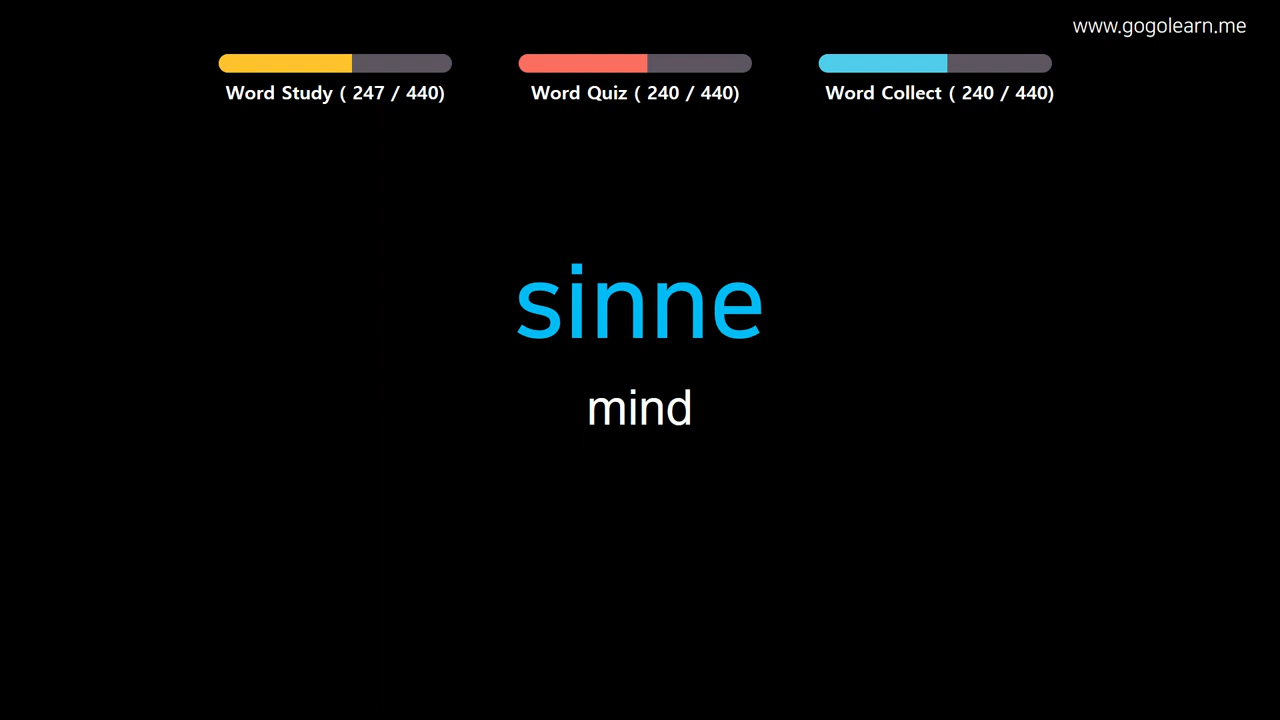 www.gogolearn.me
Word Study ( 247 / 440)
Word Quiz ( 240 / 440)
Word Collect ( 240 / 440)
sinne
mind